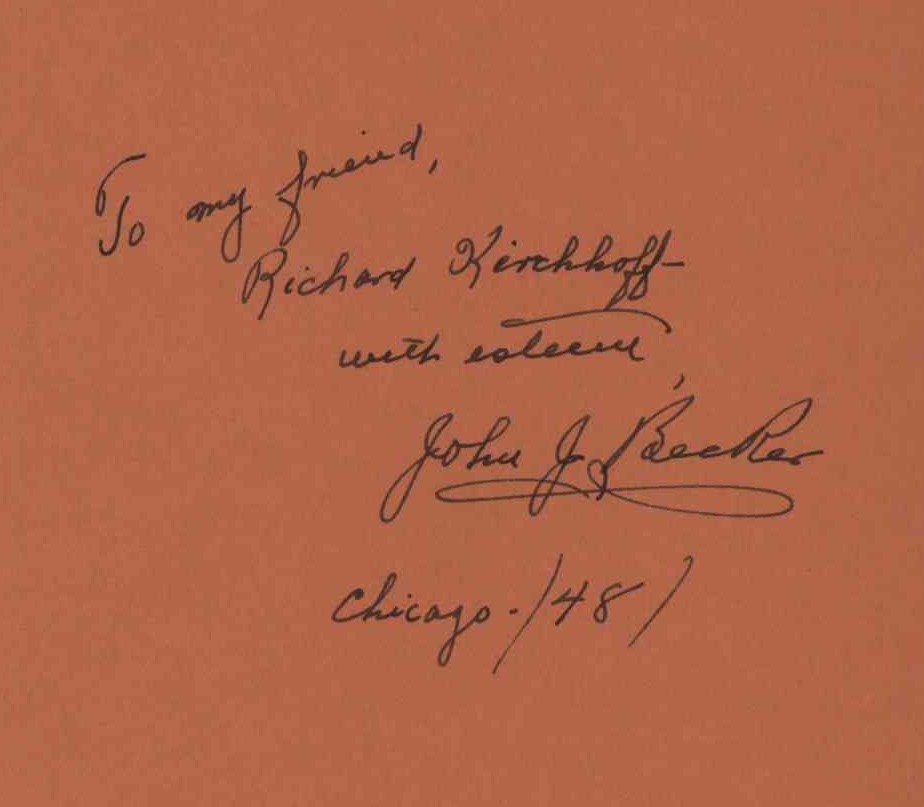 To my friend,
Richard Kirchhoff-
with esteem,
John J. Becker
Chicago - /48/